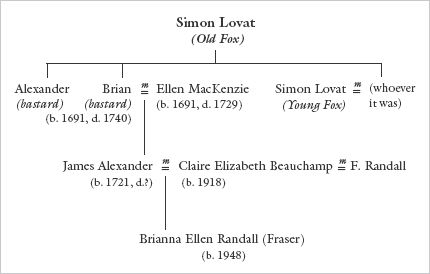 Simon Lovat
(Old Fox)
Alexander
(bastard)
Brian
(bastard)
(b. 1691, d. 1740)
m
=
Ellen MacKenzie
(b. 1691, d. 1729)
Simon Lovat
(Young Fox)
m
=
(whoever
it was)
James Alexander
(b. 1721, d.?)
m
=
Claire Elizabeth Beauchamp
(b. 1918)
m
=
F. Randall
Brianna Ellen Randall (Fraser)
(b. 1948)